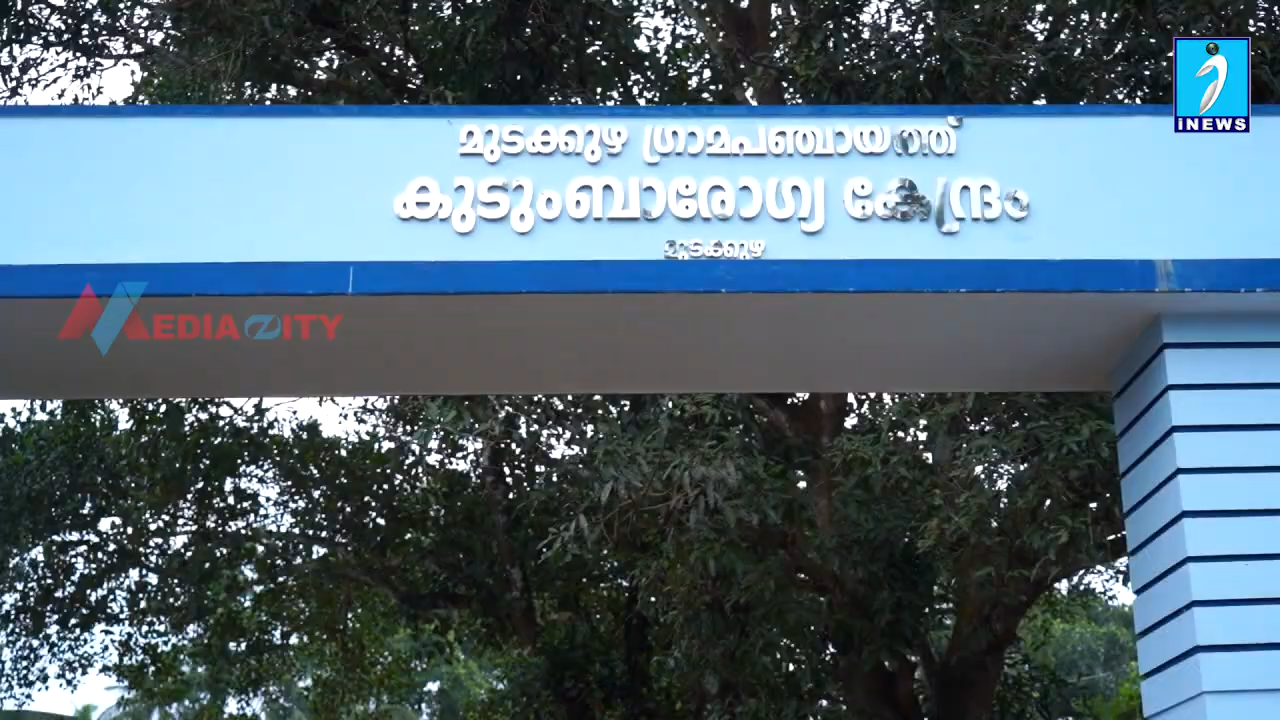 iNEWS
മുടക്കുഴ ഗ്രാമപഞ്ചായത്ത്
കുടുംബാരോഗ്യ കേന്ദ്രം
മുടക്കുഴ
MEDIA CITY